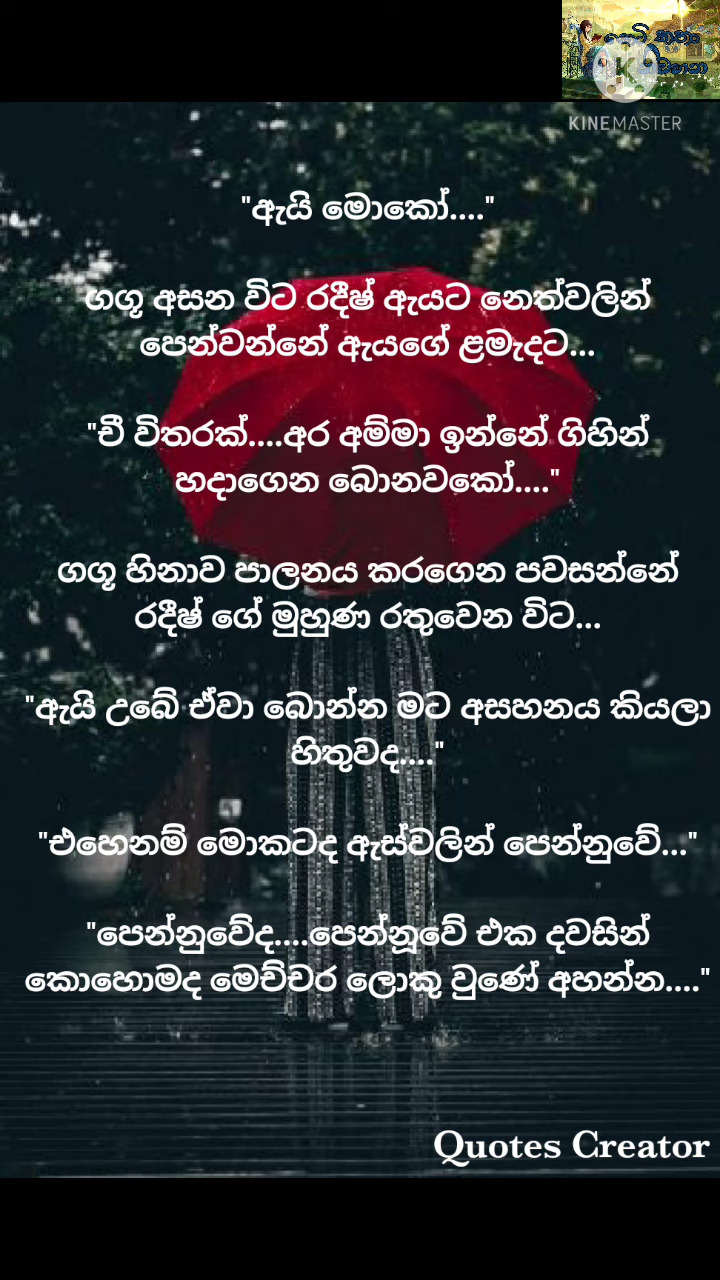 KINEMASTER
"ඇයි මොකෝ...."
ගගූ අසන විට රදීෂ් ඇයට නෙත්වලින්
පෙන්වන්නේ ඇයගේ ළමැදට...
"චී විතරක්....අර අම්මා ඉන්නේ ගිහින්
හදාගෙන බොනවකෝ...."
ගගූ හිනාව පාලනය කරගෙන පවසන්නේ
රදීෂ් ගේ මුහුණ රතුවෙන විට...
"ඇයි උබේ ඒවා බොන්න මට අසහනය කියලා
හිතුවද...."
"එහෙනම් මොකටද ඇස්වලින් පෙන්නුවේ..."
"පෙන්නුවේද....පෙන්නූවේ එක දවසින්
කොහොමද මෙච්චර ලොකු වුණේ අහන්න...."
Quotes Creator